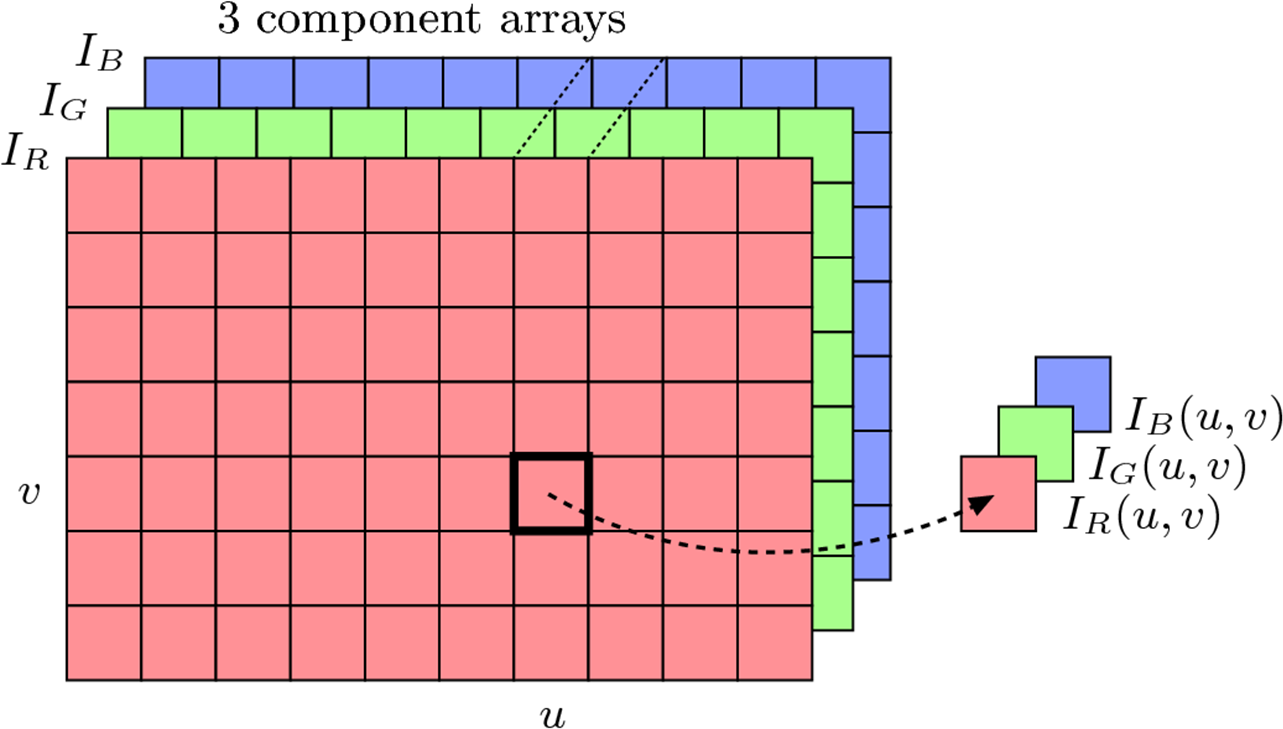 3 component arrays
I_B
I_G
I_R
I_B(u, v)
I_G(u, v)
v
I_R(u, v)
u